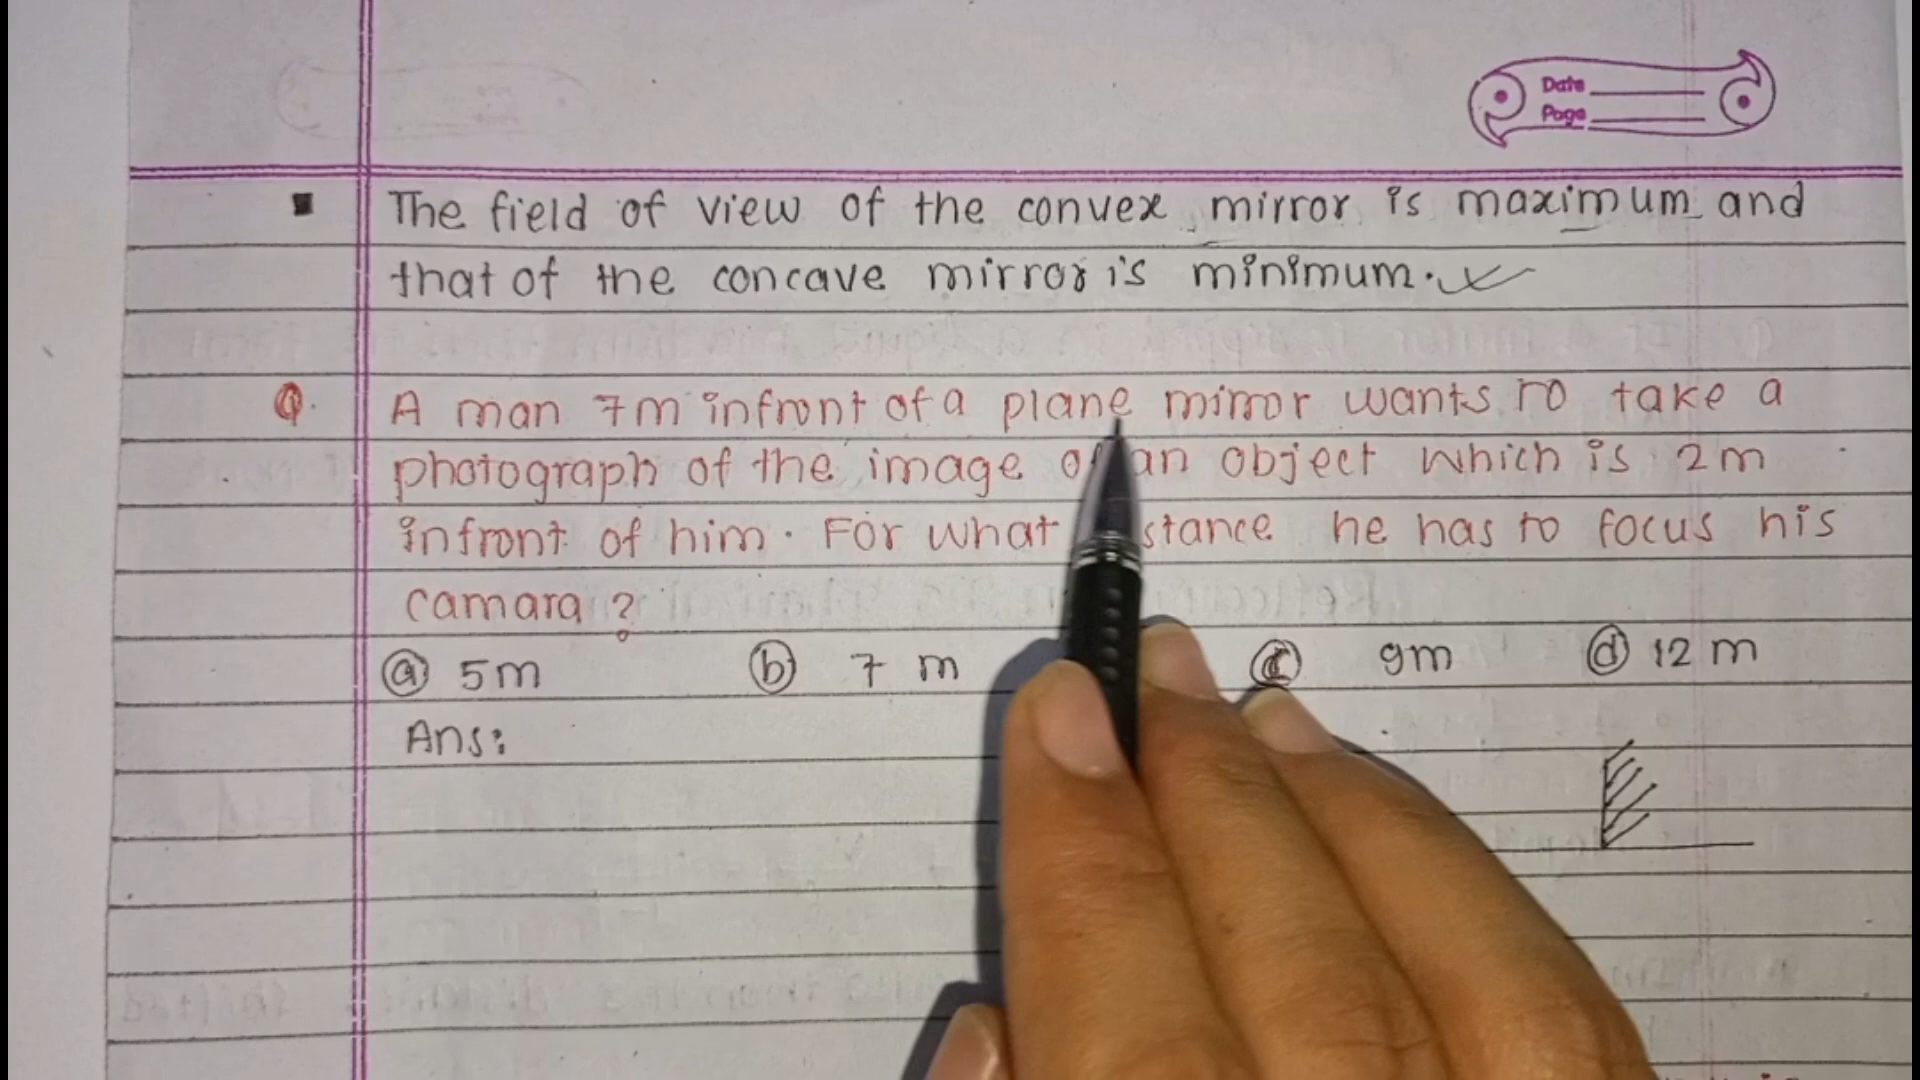 Date
Page
▪ The field of view of the convex mirror is maximum and
that of the concave mirror is minimum.
Q. A man 7m infront of a plane mirror wants to take a
photograph of the image an object which is 2m
infront of him. For what he has to focus his
camara ?
ⓐ 5m ⓑ 7 m ⓒ 9m ⓓ 12 m
Ans: